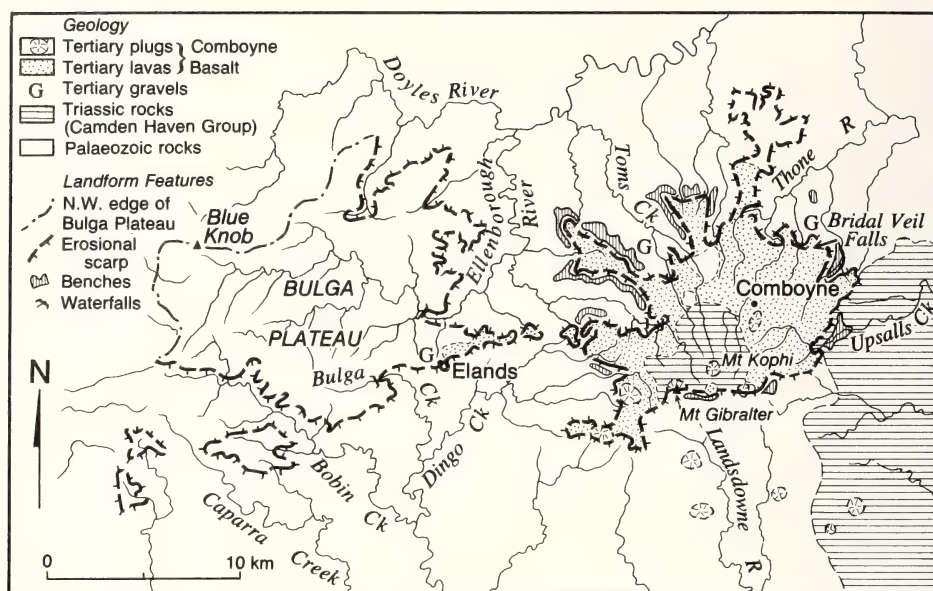 Geology
Tertiary plugs } Comboyne
Tertiary lavas } Basalt
G Tertiary gravels
Triassic rocks
(Camden Haven Group)
Palaeozoic rocks
Landform Features
N.W. edge of
Bulga Plateau
Erosional
scarp
Benches
Waterfalls
Doyles River
Blue
Knob
Ellenborough
River
Toms
Ck
Thone
R
G
G
Bridal Veil
Falls
BULGA
PLATEAU
Comboyne
Upsalls Ck
N
G
Bulga
Ck
Elands
Mt Kophi
Mt Gibralter
Dingo
Ck
Bobin
Ck
Landsdowne
R
Caparra
Creek
0
10 km